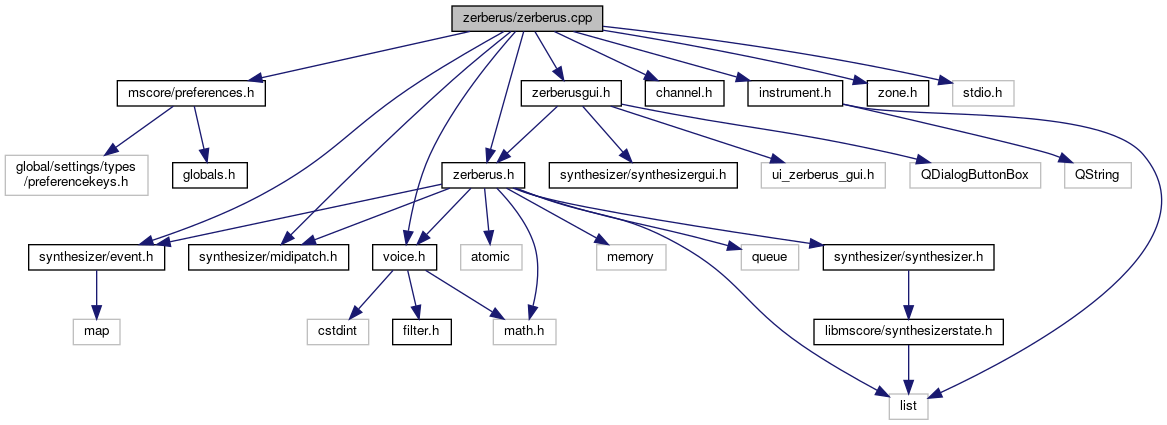 zerberus/zerberus.cpp
mscore/preferences.h
zerberusgui.h
channel.h
instrument.h
zone.h
stdio.h
global/settings/types
/preferencekeys.h
globals.h
zerberus.h
synthesizer/synthesizergui.h
ui_zerberus_gui.h
QDialogButtonBox
QString
synthesizer/event.h
synthesizer/midipatch.h
voice.h
atomic
memory
queue
synthesizer/synthesizer.h
map
cstdint
filter.h
math.h
libmscore/synthesizerstate.h
list